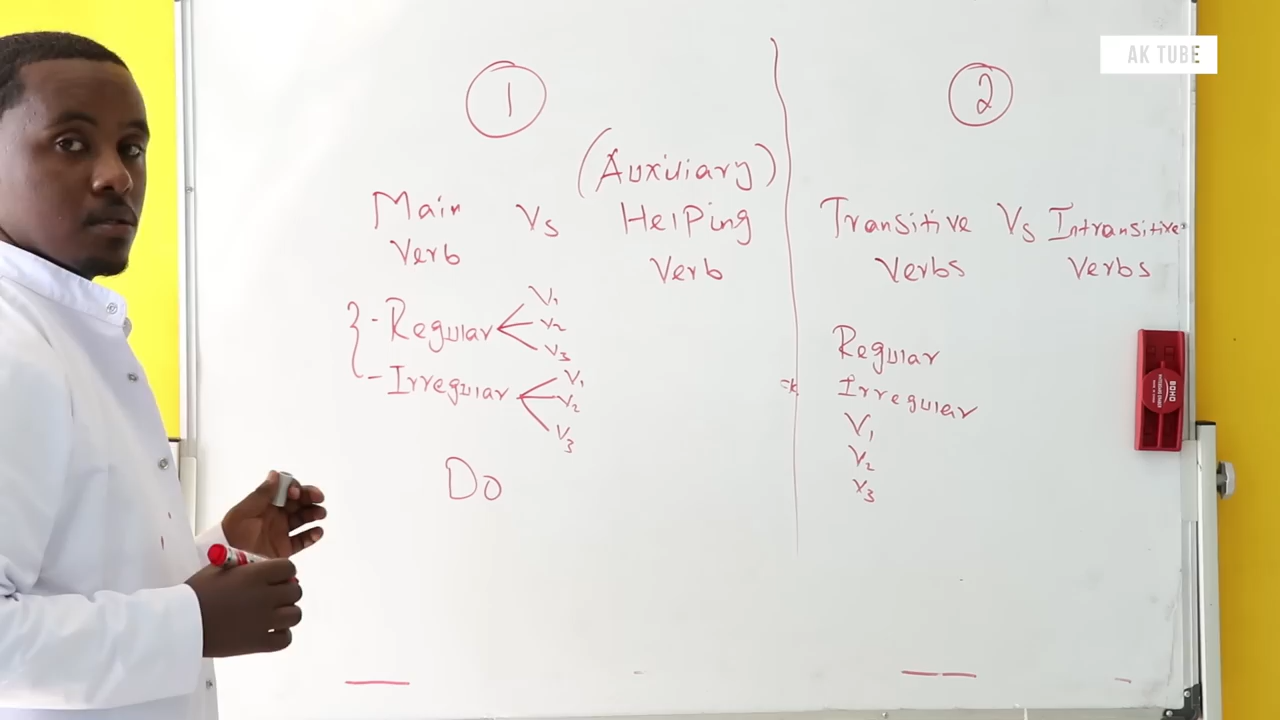 AK TUBE
1
(Auxiliary)
Main Vs Helping
Verb Verb
- Regular V1
V2
V3
- Irregular V1
V2
V3
Do
2
Transitive Vs Intransitive
Verbs Verbs
Regular
Irregular
V1
V2
V3
BOHO